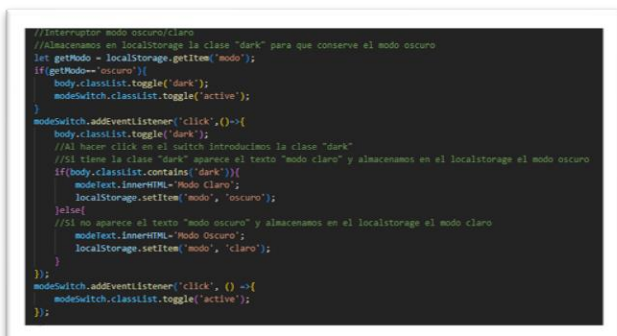 //Interruptor modo oscuro/claro
//Almacenamos en localStorage la clase "dark" para que conserve el modo oscuro
let getModo = localStorage.getItem('modo');
if(getModo=='oscuro'){
body.classList.toggle('dark');
modeSwitch.classList.toggle('active');
}
modeSwitch.addEventListener('click',()=>{
body.classList.toggle('dark');
//Al hacer click en el switch introducimos la clase "dark"
//Si tiene la clase "dark" aparece el texto "modo claro" y almacenamos en el localstorage el modo oscuro
if(body.classList.contains('dark')){
modeText.innerHTML='Modo Claro';
localStorage.setItem('modo', 'oscuro');
}else{
//Si no aparece el texto "modo oscuro" y almacenamos en el localstorage el modo claro
modeText.innerHTML='Modo Oscuro';
localStorage.setItem('modo', 'claro');
}
});
modeSwitch.addEventListener('click', () =>{
modeSwitch.classList.toggle('active');
});